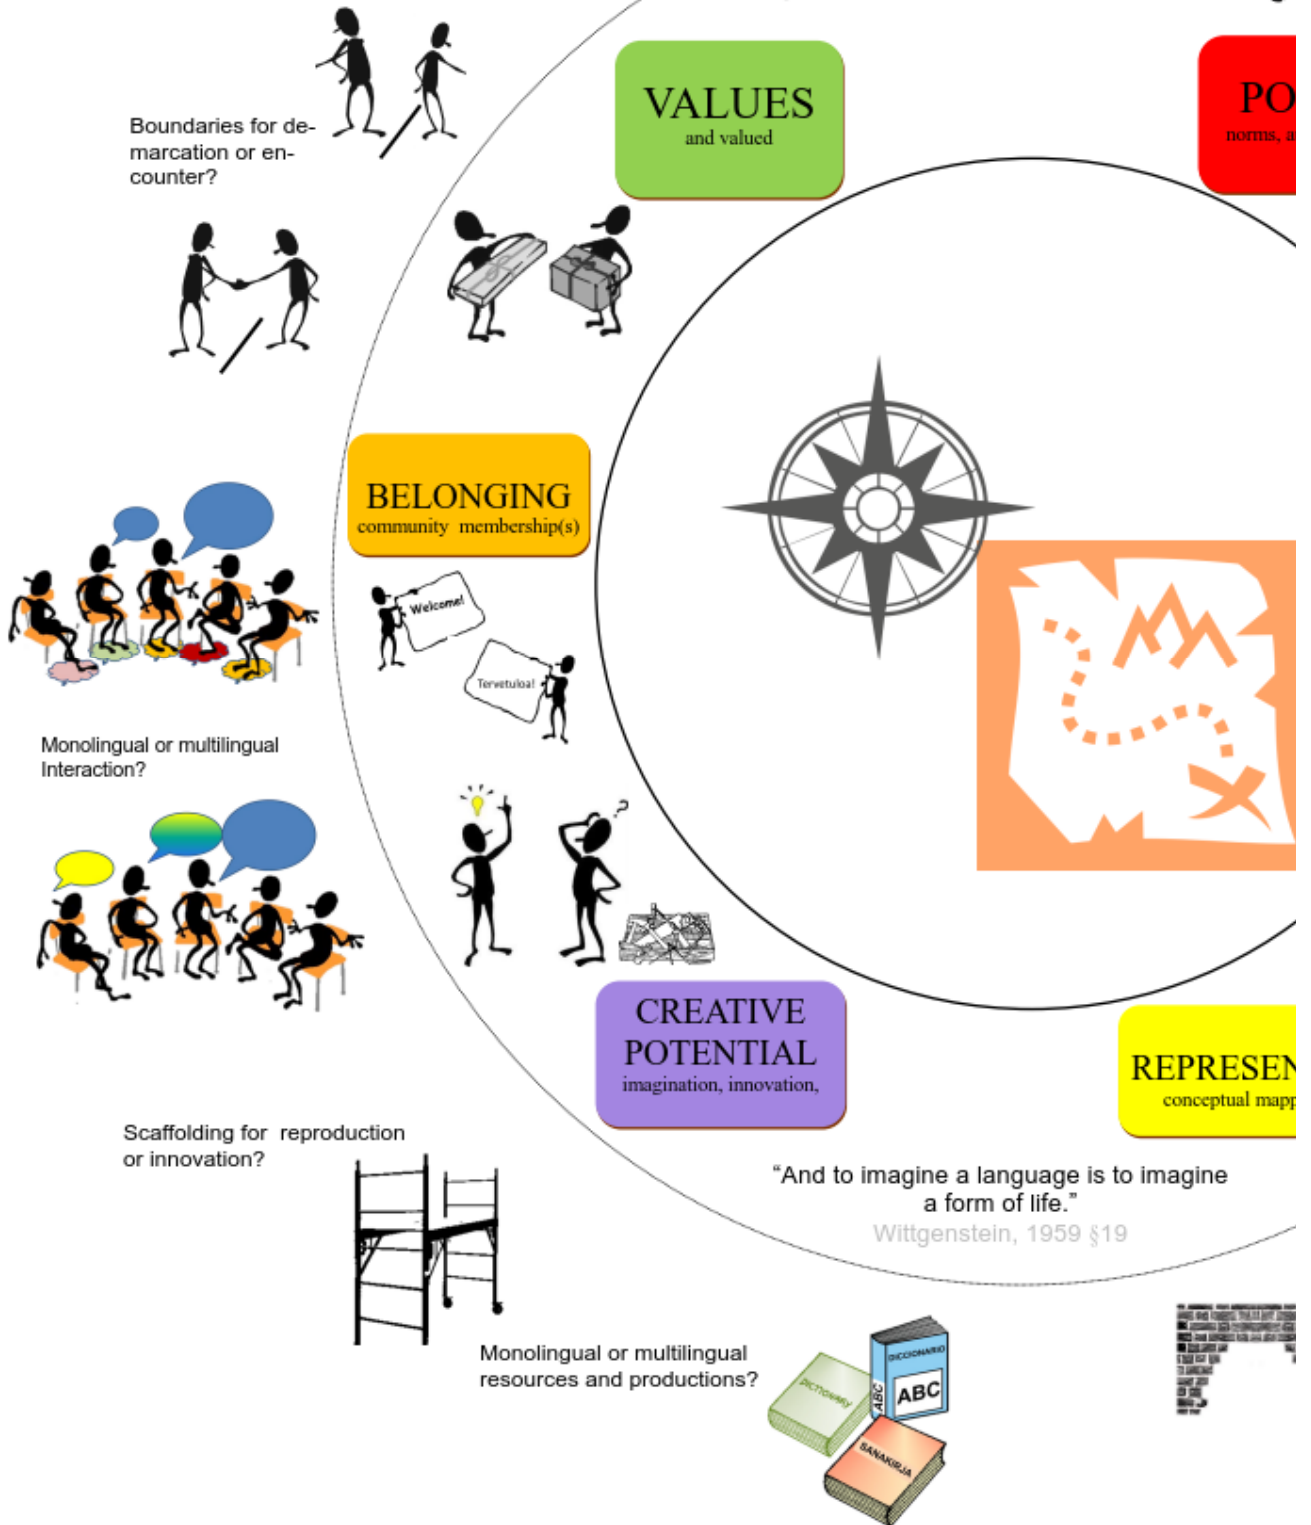 VALUES
and valued
PO
norms, a
Boundaries for de-
marcation or en-
counter?
BELONGING
community membership(s)
Welcome!
Tervetuloa!
Monolingual or multilingual
Interaction?
?
CREATIVE
POTENTIAL
imagination, innovation,
REPRESEN
conceptual mapp
Scaffolding for reproduction
or innovation?
“And to imagine a language is to imagine
a form of life.”
Wittgenstein, 1959 §19
Monolingual or multilingual
resources and productions?
DICTIONARY
DICCIONARIO
ABC
ABC
SANAKIRJA